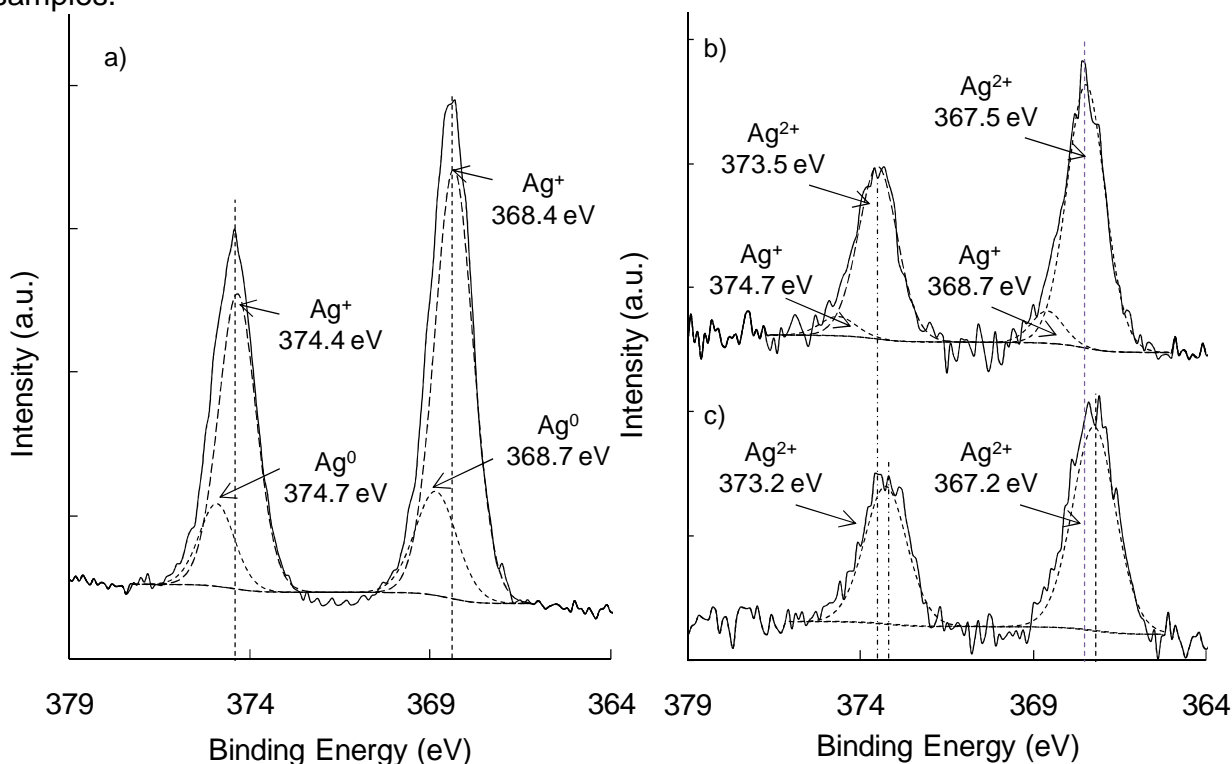 samples.
a)
Ag⁺
368.4 eV
Ag⁺
374.4 eV
Ag⁰
368.7 eV
Ag⁰
374.7 eV
Intensity (a.u.)
379
374
369
364
Binding Energy (eV)
b)
Ag²⁺
367.5 eV
Ag²⁺
373.5 eV
Ag⁺
374.7 eV
Ag⁺
368.7 eV
Intensity (a.u.)
c)
Ag²⁺
373.2 eV
Ag²⁺
367.2 eV
379
374
369
364
Binding Energy (eV)